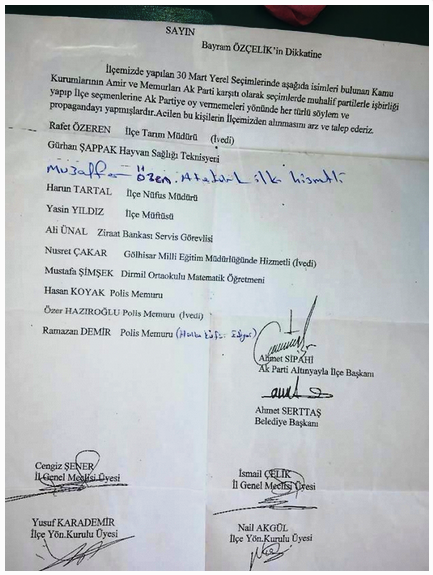 SAYIN
Bayram ÖZÇELİK'in Dikkatine
İlçemizde yapılan 30 Mart Yerel Seçimlerinde aşağıda isimleri bulunan Kamu
Kurumlarının Amir ve Memurları Ak Parti karşıtı olarak seçimlerde muhalif partilerle işbirliği
yapıp İlçe seçmenlerine Ak Partiye oy vermemeleri yönünde her türlü söylem ve
propagandayı yapmışlardır.Acilen bu kişilerin İlçemizden alınmasını arz ve talep ederiz.
Rafet ÖZEREN İlçe Tarım Müdürü (İvedi)
Gürhan ŞAPPAK Hayvan Sağlığı Teknisyeni
Muzaffer özen. Atatürk ilk hizmetli
Harun TARTAL İlçe Nüfus Müdürü
Yasin YILDIZ İlçe Müftüsü
Ali ÜNAL Ziraat Bankası Servis Görevlisi
Nusret ÇAKAR Gölhisar Milli Eğitim Müdürlüğünde Hizmetli (İvedi)
Mustafa ŞİMŞEK Dirmil Ortaokulu Matematik Öğretmeni
Hasan KOYAK Polis Memuru
Özer HAZIROĞLU Polis Memuru (İvedi)
Ramazan DEMİR Polis Memuru
Ahmet SİPAHİ
Ak Parti Altınyayla İlçe Başkanı
Ahmet SERTTAŞ
Belediye Başkanı
Cengiz ŞENER
İl Genel Meclisi Üyesi
İsmail ÇELİK
İl Genel Meclisi Üyesi
Yusuf KARADEMİR
İlçe Yön.Kurulu Üyesi
Nail AKGÜL
İlçe Yön.Kurulu Üyesi